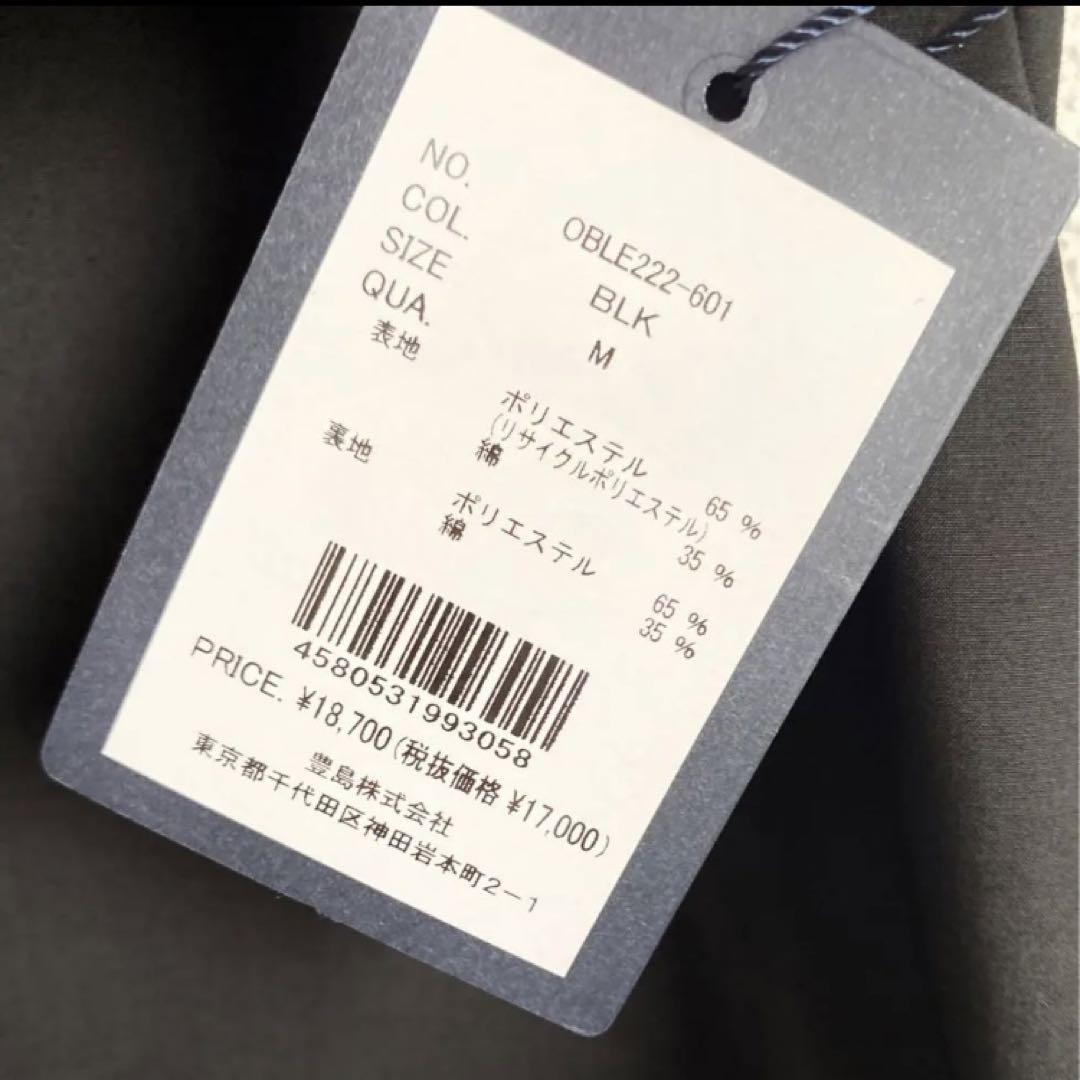 NO. OBLE222-601
COL. BLK
SIZE M
QUA.
表地
ポリエステル 65 %
(リサイクルポリエステル)
綿 35 %
裏地
ポリエステル 65 %
綿 35 %
4580531993058
PRICE. ¥18,700(税抜価格 ¥17,000)
豊島株式会社
東京都千代田区神田岩本町2-1